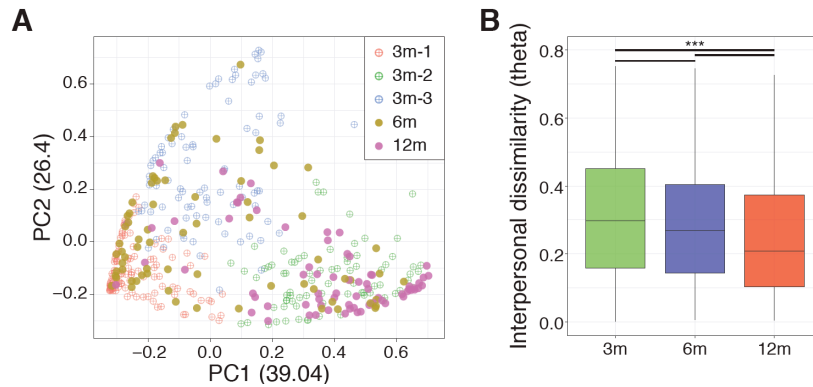 A
0.6
0.4
0.2
0.0
−0.2
PC2 (26.4)
−0.2
0.0
0.2
0.4
0.6
PC1 (39.04)
3m-1
3m-2
3m-3
6m
12m
B
***
0.8
0.6
0.4
0.2
0.0
Interpersonal dissimilarity (theta)
3m
6m
12m